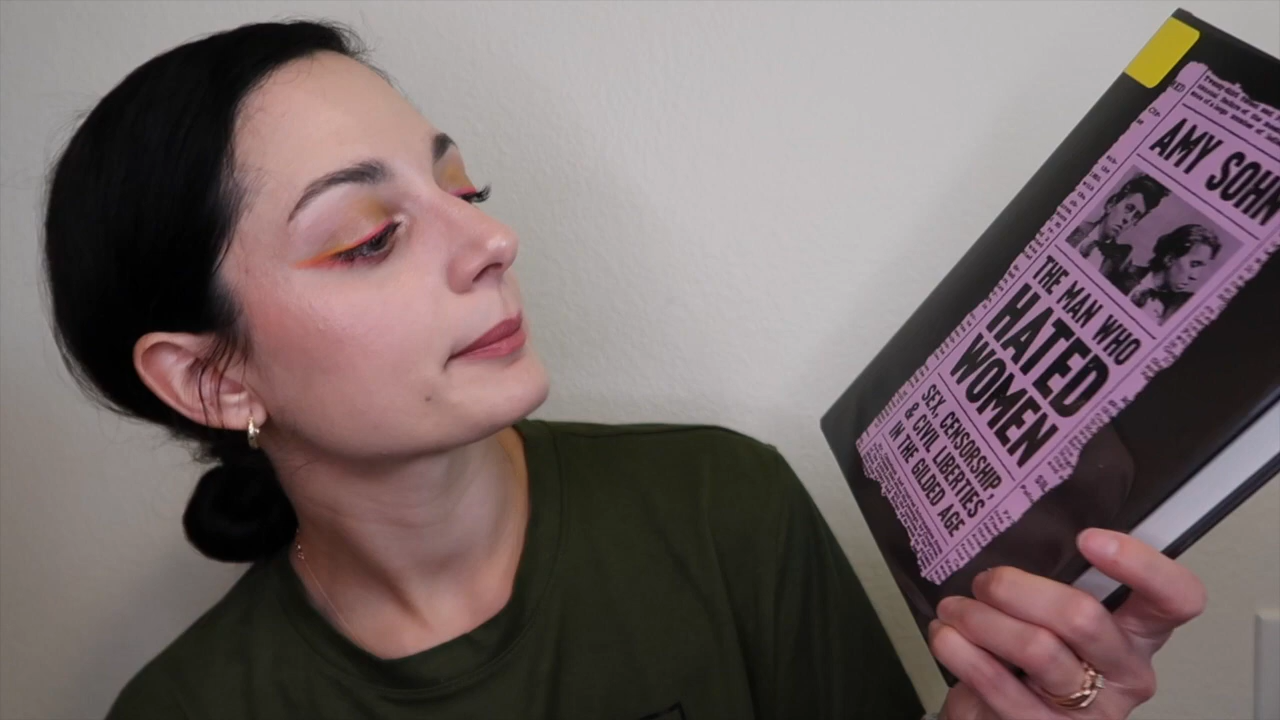 AMY SOHN
THE MAN WHO
HATED
WOMEN
SEX, CENSORSHIP,
& CIVIL LIBERTIES
IN THE GILDED AGE